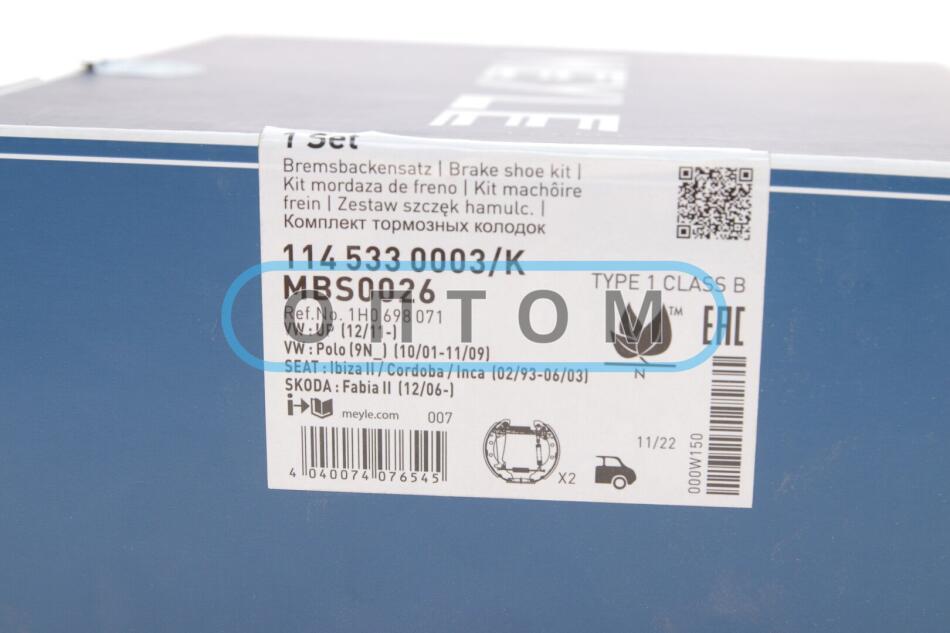 1 Set
Bremsbackensatz | Brake shoe kit |
Kit mordaza de freno | Kit machôire
frein | Zestaw szczęk hamulc. |
Комплект тормозных колодок
114 533 0003/K
MBS0026
TYPE 1 CLASS B
ОПТОМ
Ref.No. 1H0 698 071
TM
EAC
VW : UP (12/11-)
VW : Polo (9N_) (10/01-11/09)
SEAT : Ibiza II / Cordoba / Inca (02/93-06/03)
N
SKODA : Fabia II (12/06-)
meyle.com
007
11/22
X2
000W150
4 040074 076545